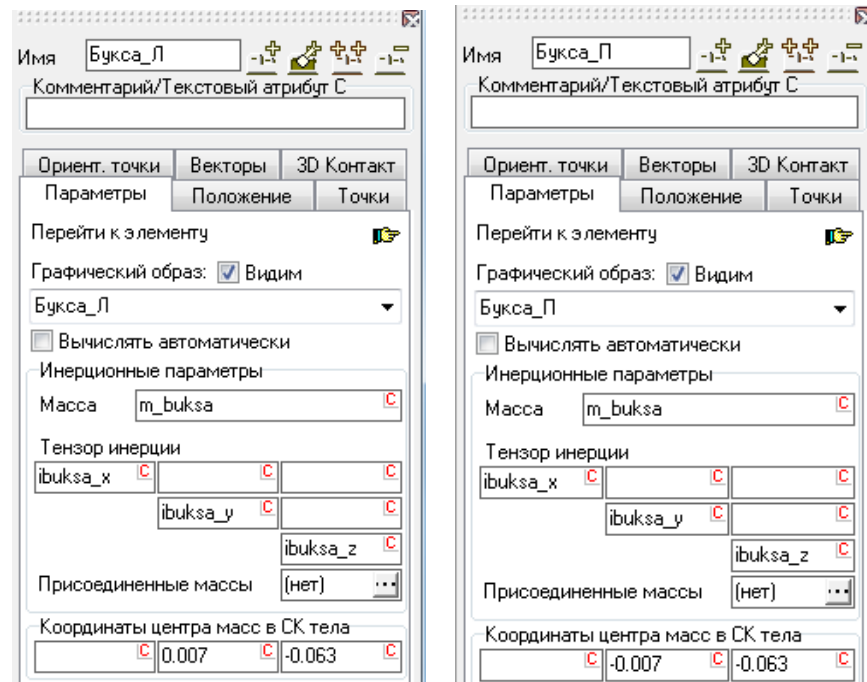 Имя Букса_Л
Комментарий/Текстовый атрибут С
Ориент. точки Векторы 3D Контакт
Параметры Положение Точки
Перейти к элементу
Графический образ: Видим
Букса_Л
Вычислять автоматически
Инерционные параметры
Масса m_buksa C
Тензор инерции
ibuksa_x C C C
ibuksa_y C C
ibuksa_z C
Присоединенные массы (нет) ...
Координаты центра масс в СК тела
C 0.007 C -0.063 C
Имя Букса_П
Комментарий/Текстовый атрибут С
Ориент. точки Векторы 3D Контакт
Параметры Положение Точки
Перейти к элементу
Графический образ: Видим
Букса_П
Вычислять автоматически
Инерционные параметры
Масса m_buksa C
Тензор инерции
ibuksa_x C C C
ibuksa_y C C
ibuksa_z C
Присоединенные массы (нет) ...
Координаты центра масс в СК тела
C -0.007 C -0.063 C